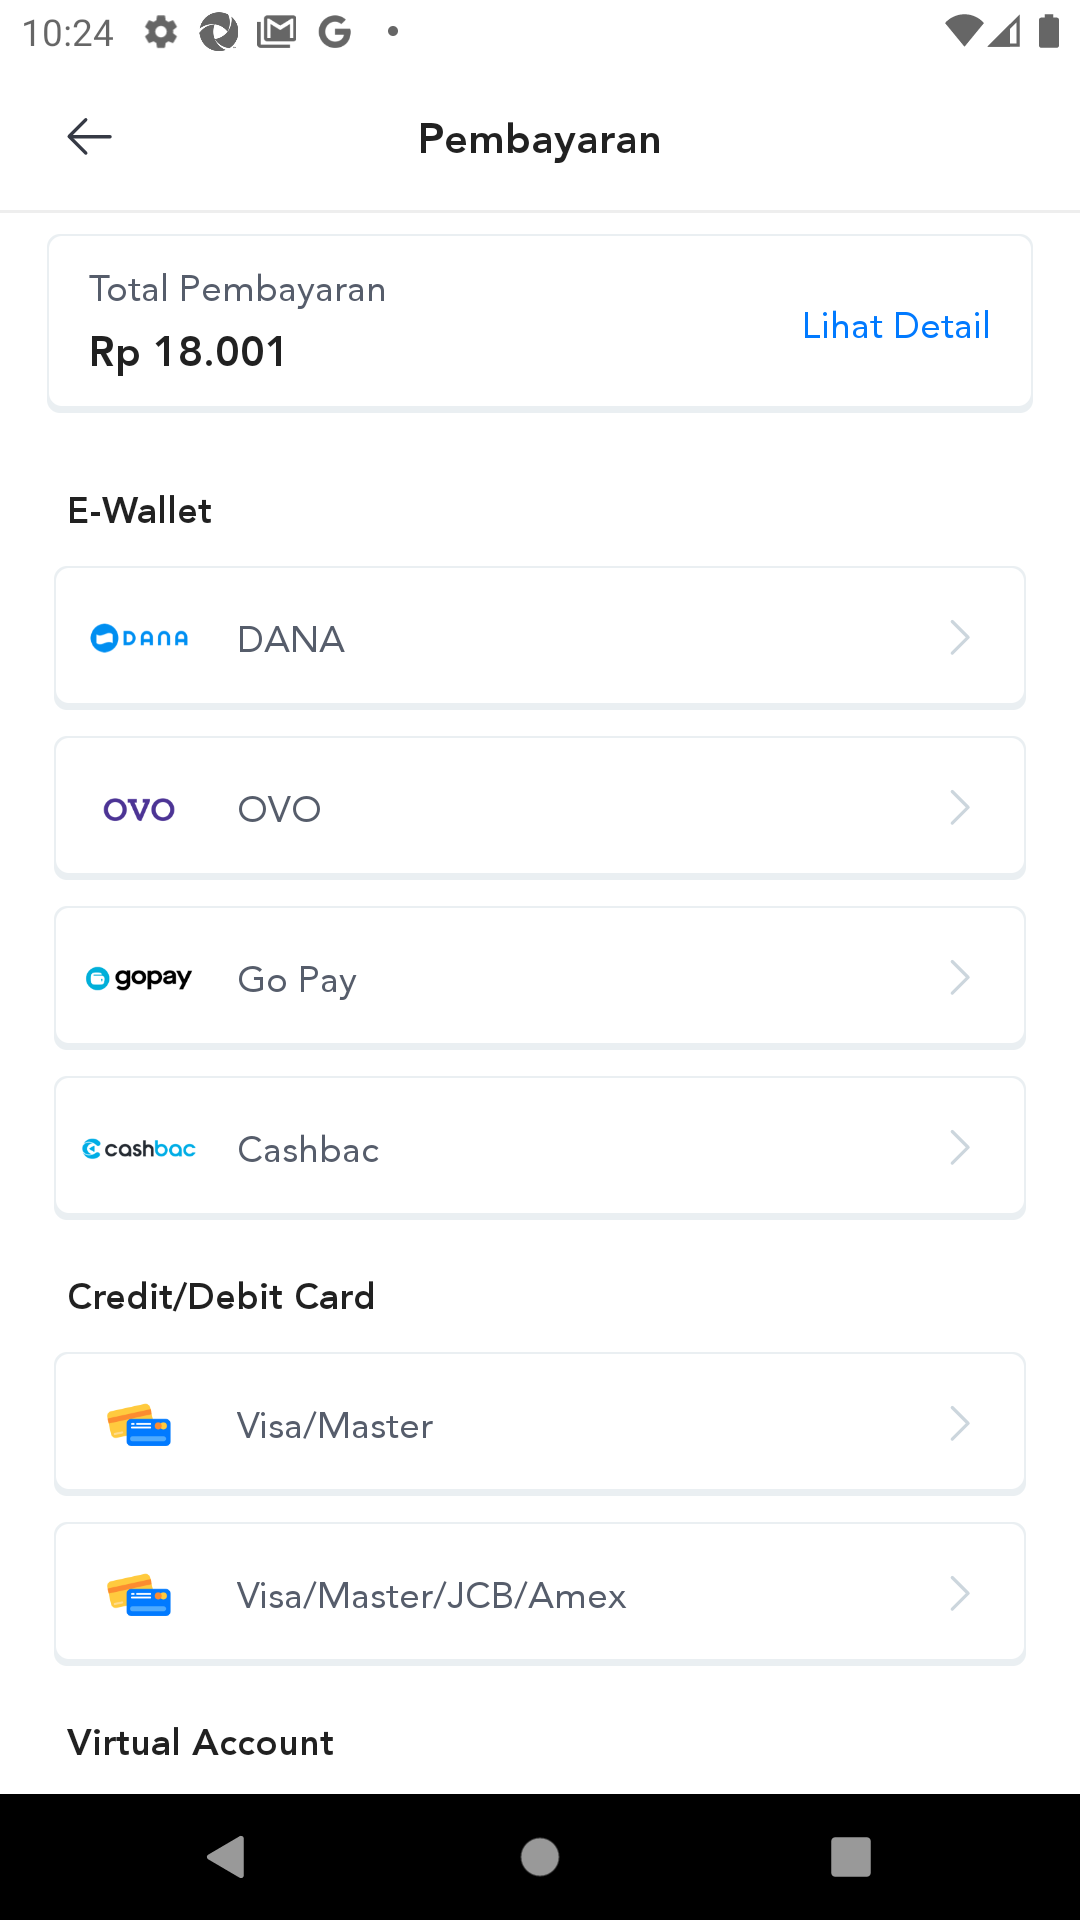 10:24
Pembayaran
Total Pembayaran
Rp 18.001
Lihat Detail
E-Wallet
DANA DANA
OVO OVO
gopay Go Pay
cashbac Cashbac
Credit/Debit Card
Visa/Master
Visa/Master/JCB/Amex
Virtual Account